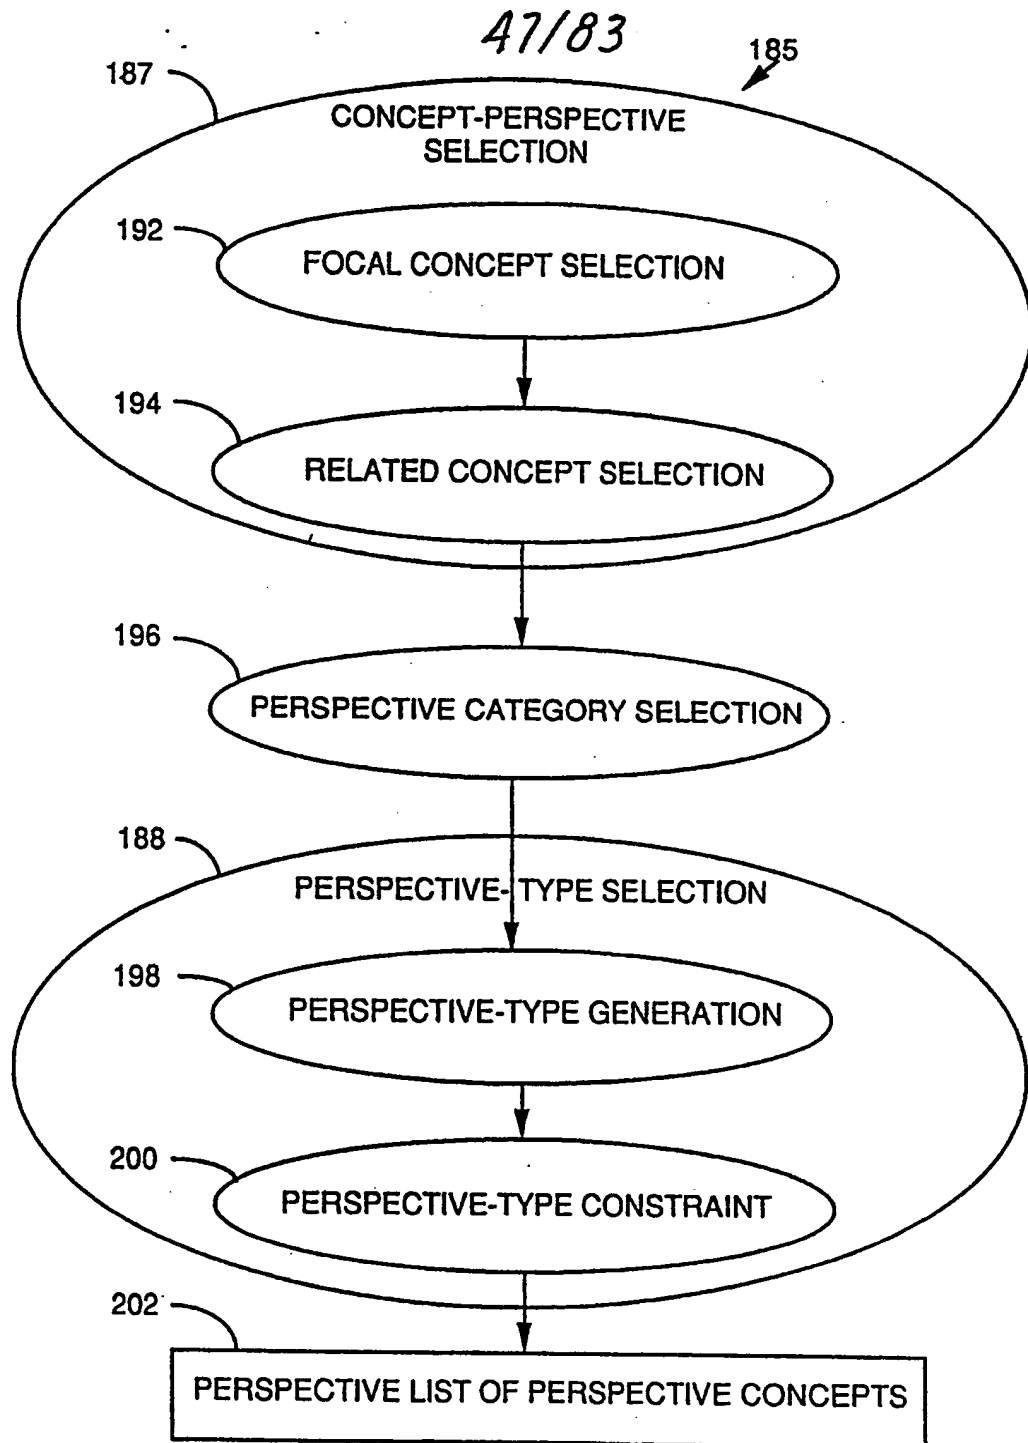 47/83
185
187
CONCEPT-PERSPECTIVE
SELECTION
192
FOCAL CONCEPT SELECTION
194
RELATED CONCEPT SELECTION
196
PERSPECTIVE CATEGORY SELECTION
188
PERSPECTIVE-TYPE SELECTION
198
PERSPECTIVE-TYPE GENERATION
200
PERSPECTIVE-TYPE CONSTRAINT
202
PERSPECTIVE LIST OF PERSPECTIVE CONCEPTS